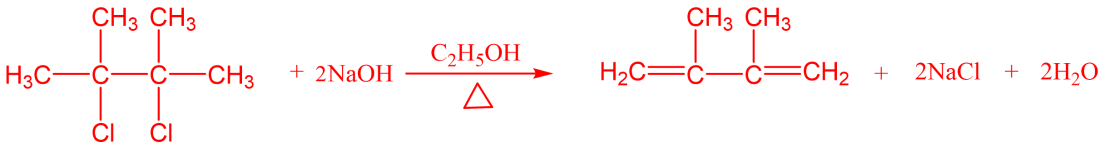 CH3 CH3 CH3 CH3
H3C C C CH3 + 2NaOH C2H5OH H2C C C CH2 + 2NaCl + 2H2O
Cl Cl △